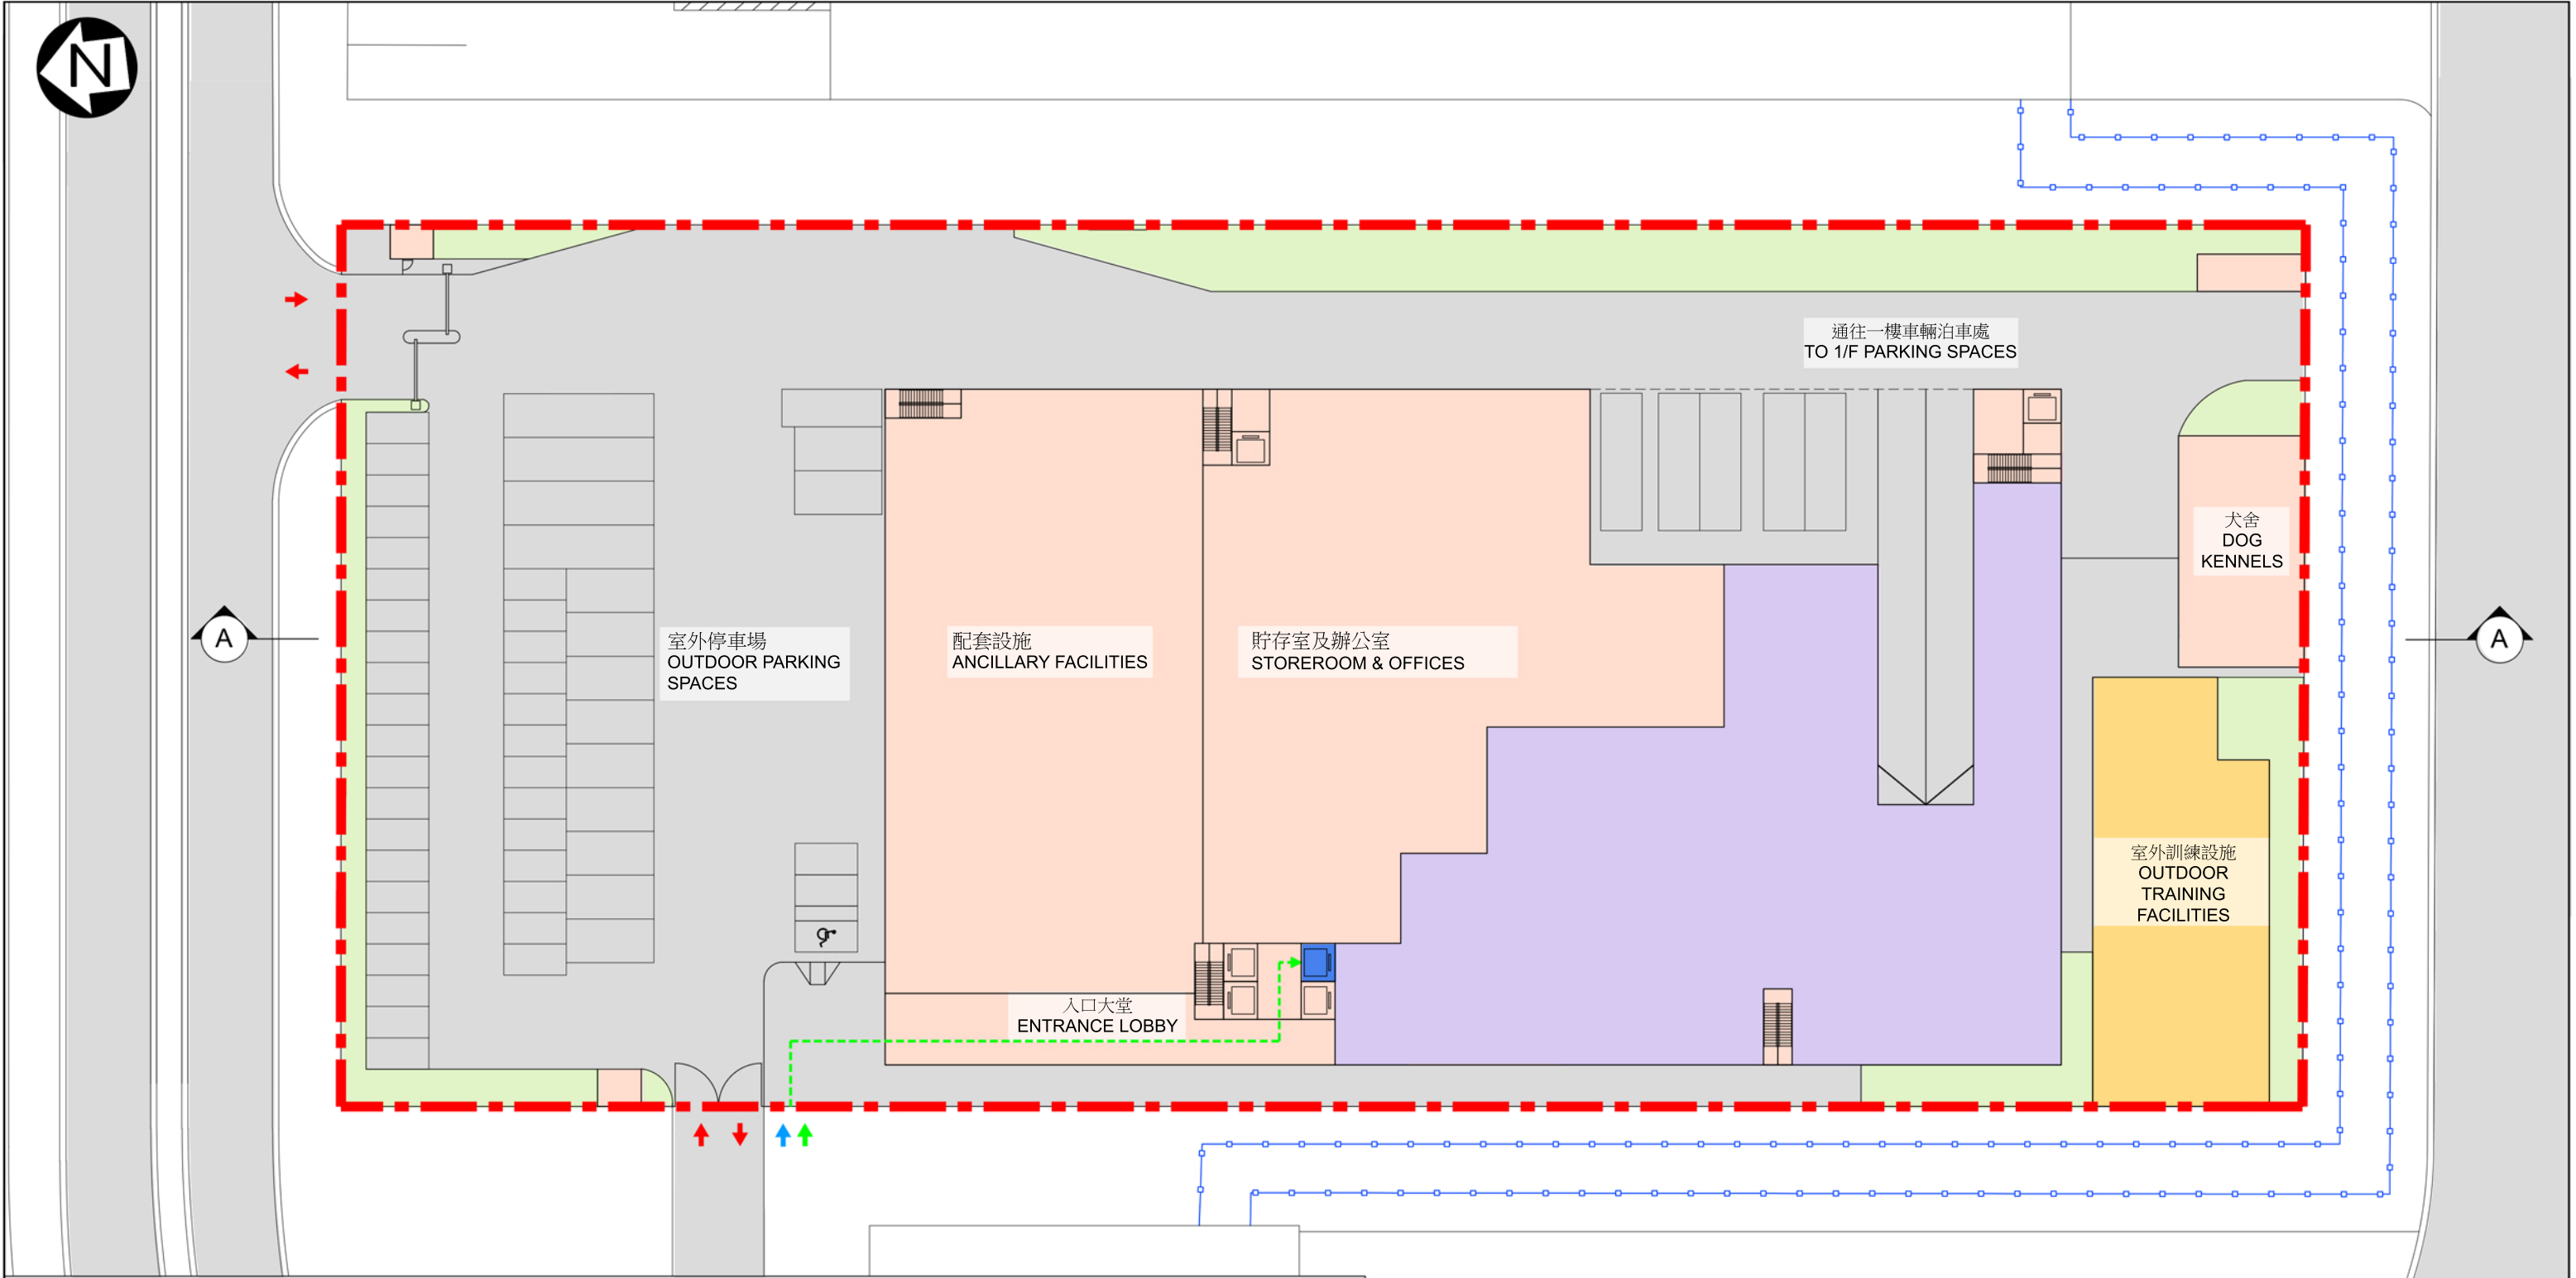 N
通往一樓車輛泊車處
TO 1/F PARKING SPACES
犬舍
DOG
KENNELS
A
室外停車場
OUTDOOR PARKING
SPACES
配套設施
ANCILLARY FACILITIES
貯存室及辦公室
STOREROOM & OFFICES
A
室外訓練設施
OUTDOOR
TRAINING
FACILITIES
入口大堂
ENTRANCE LOBBY